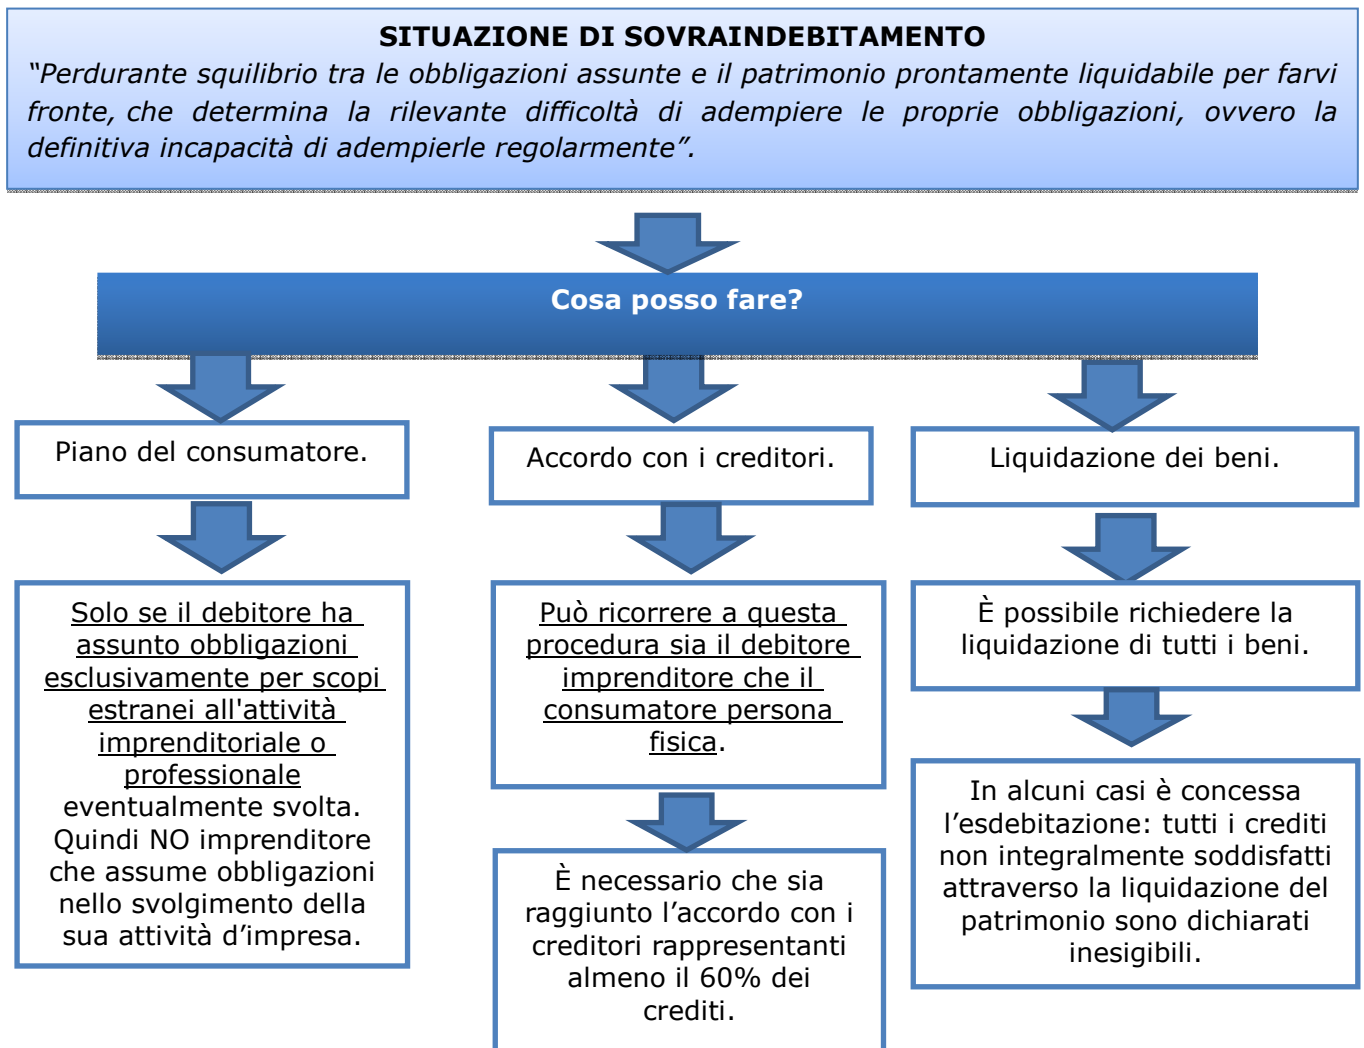 SITUAZIONE DI SOVRAINDEBITAMENTO
“Perdurante squilibrio tra le obbligazioni assunte e il patrimonio prontamente liquidabile per farvi
fronte, che determina la rilevante difficoltà di adempiere le proprie obbligazioni, ovvero la
definitiva incapacità di adempierle regolarmente”.
Cosa posso fare?
Piano del consumatore.
Solo se il debitore ha
assunto obbligazioni
esclusivamente per scopi
estranei all'attività
imprenditoriale o
professionale
eventualmente svolta.
Quindi NO imprenditore
che assume obbligazioni
nello svolgimento della
sua attività d’impresa.
Accordo con i creditori.
Può ricorrere a questa
procedura sia il debitore
imprenditore che il
consumatore persona
fisica.
È necessario che sia
raggiunto l’accordo con i
creditori rappresentanti
almeno il 60% dei
crediti.
Liquidazione dei beni.
È possibile richiedere la
liquidazione di tutti i beni.
In alcuni casi è concessa
l’esdebitazione: tutti i crediti
non integralmente soddisfatti
attraverso la liquidazione del
patrimonio sono dichiarati
inesigibili.